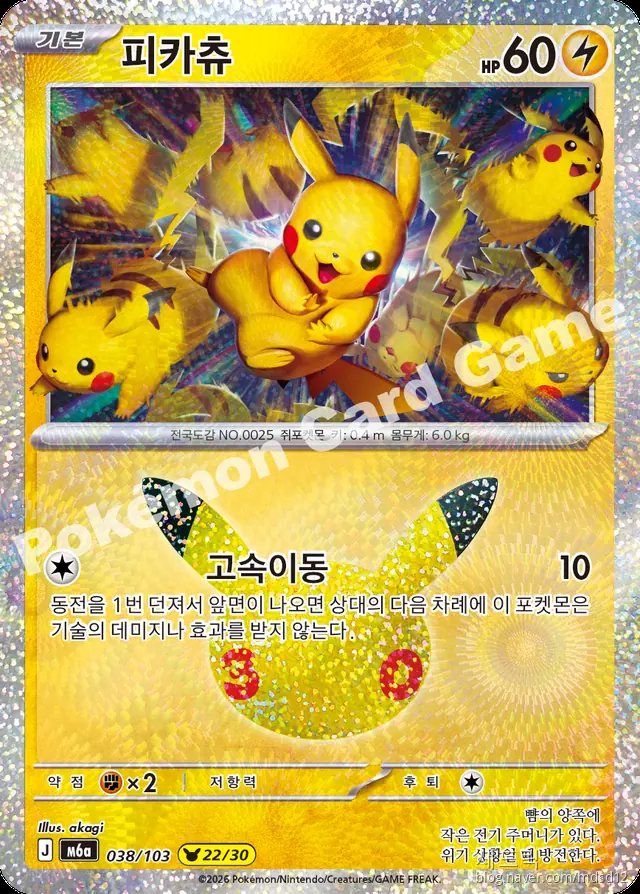 기본
피카츄
HP 60
전국도감 NO.0025 쥐포켓몬 키: 0.4 m 몸무게: 6.0 kg
Pokémon Card Game
고속이동 10
동전을 1번 던져서 앞면이 나오면 상대의 다음 차례에 이 포켓몬은
기술의 데미지나 효과를 받지 않는다.
30
약점 ×2 저항력 후퇴
Illus. akagi
뺨의 양쪽에
작은 전기 주머니가 있다.
위기 상황일 때 방전한다.
J M6a 038/103 22/30
©2026 Pokémon/Nintendo/Creatures/GAME FREAK.